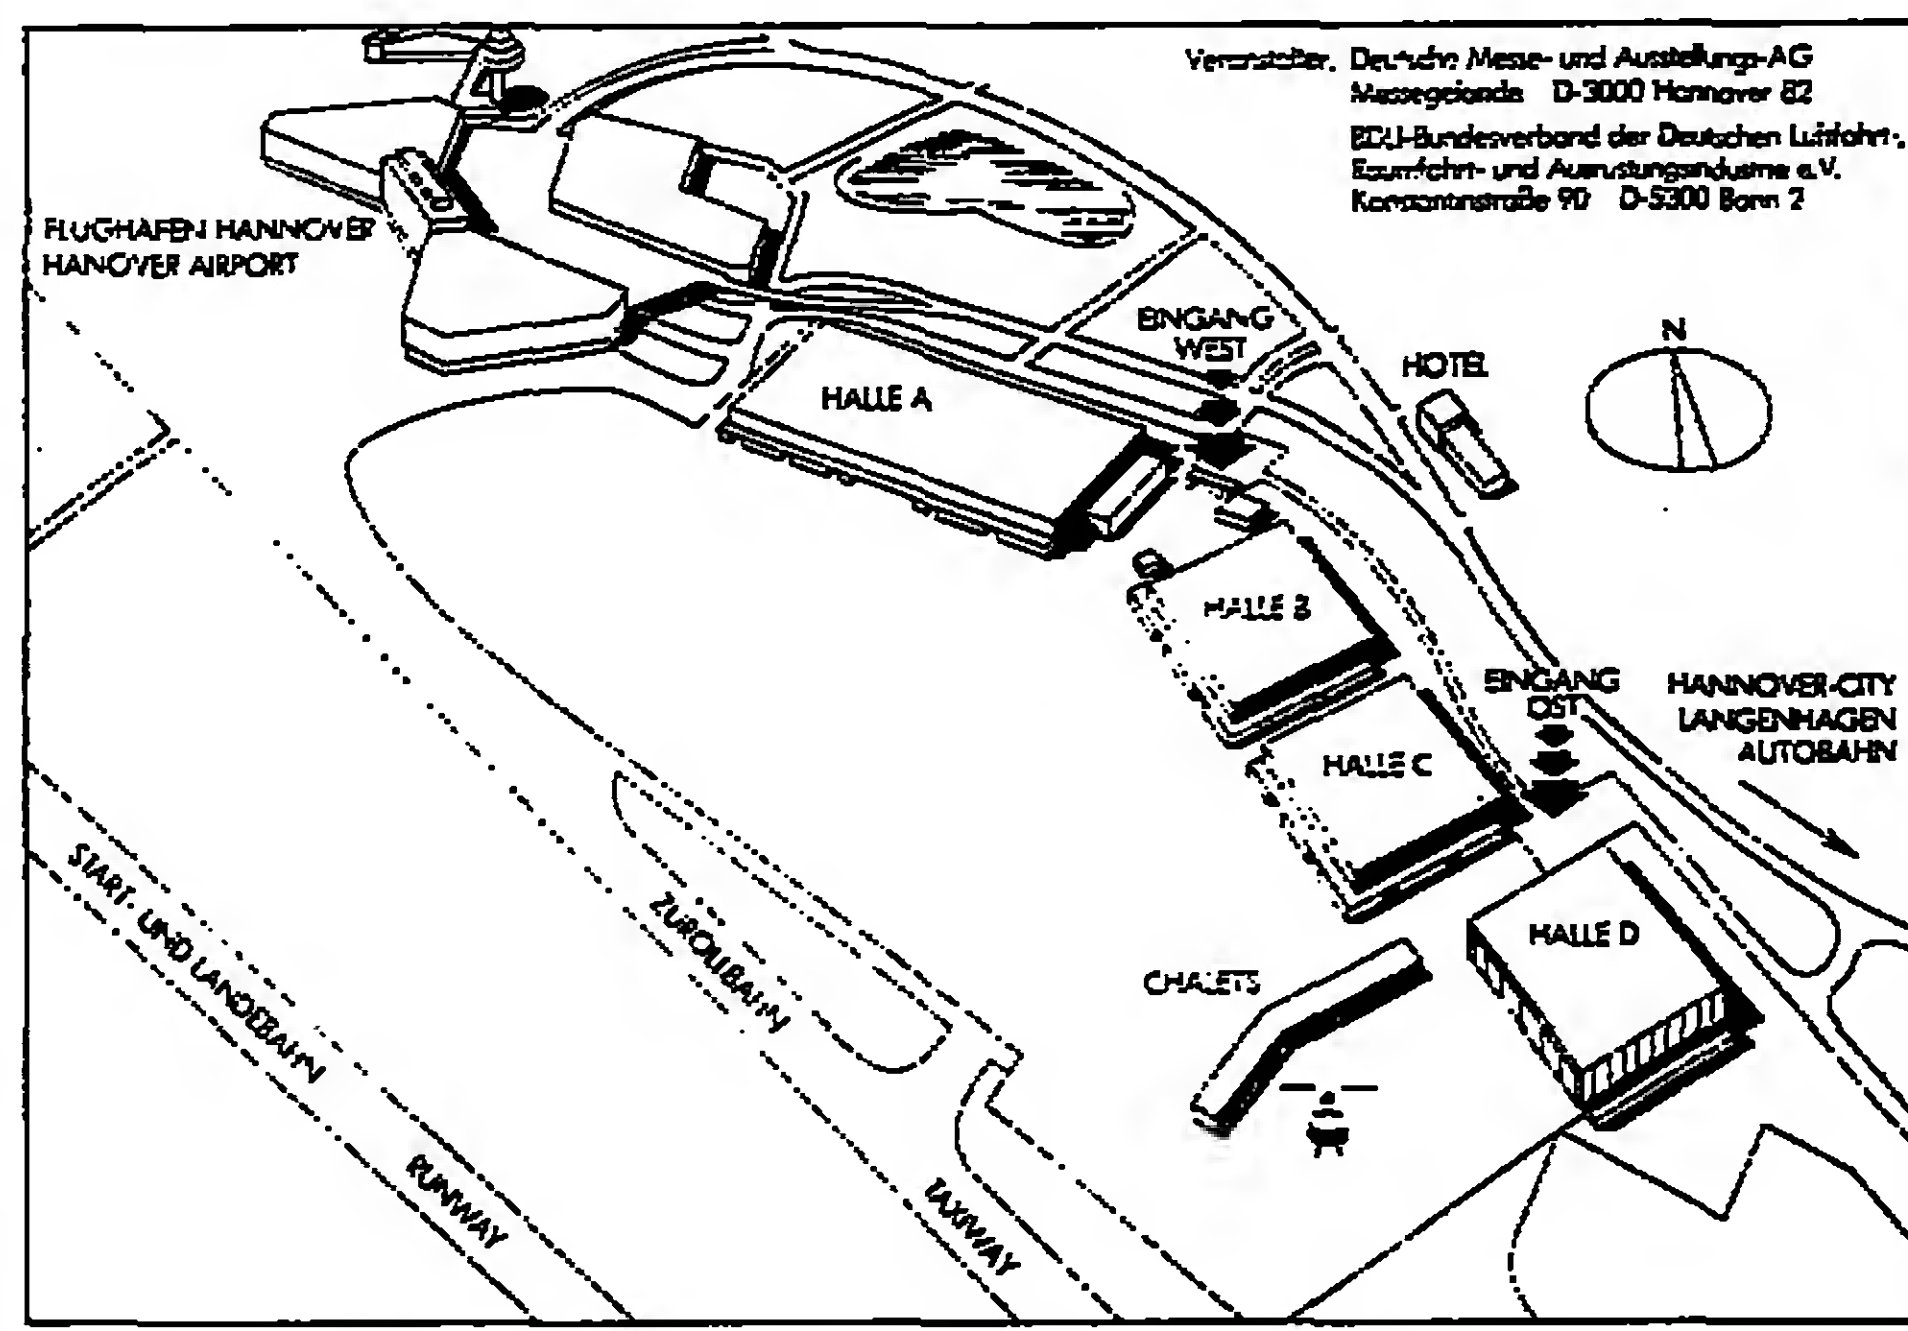 Veranstalter: Deutsche Messe- und Ausstellungs-AG
Messegelände D-3000 Hannover 82
BDLI-Bundesverband der Deutschen Luftfahrt-,
Raumfahrt- und Ausrüstungsindustrie e.V.
Konstantinstraße 90 D-5300 Bonn 2
FLUGHAFEN HANNOVER
HANOVER AIRPORT
EINGANG
WEST
N
HOTEL
HALLE A
HALLE B
EINGANG
OST
HANNOVER-CITY
LANGENHAGEN
AUTOBAHN
HALLE C
HALLE D
CHALETS
START- UND LANDEBAHN
ZUROLLBAHN
RUNWAY
TAXIWAY